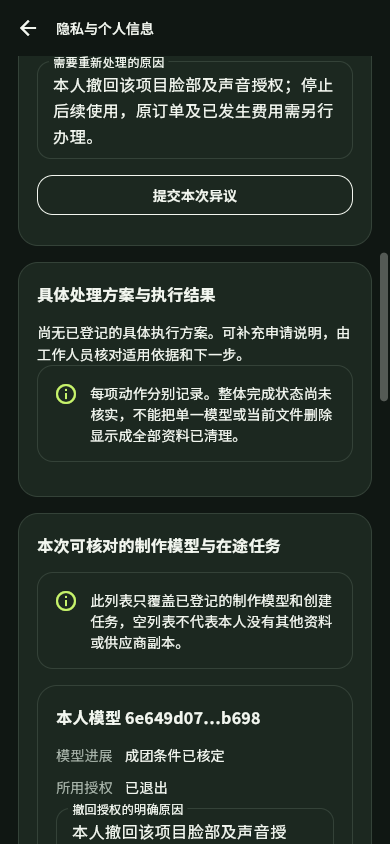 隐私与个人信息
需要重新处理的原因
本人撤回该项目脸部及声音授权；停止
后续使用，原订单及已发生费用需另行
办理。
提交本次异议
具体处理方案与执行结果
尚无已登记的具体执行方案。可补充申请说明，由
工作人员核对适用依据和下一步。
每项动作分别记录。整体完成状态尚未
核实，不能把单一模型或当前文件删除
显示成全部资料已清理。
本次可核对的制作模型与在途任务
此列表只覆盖已登记的制作模型和创建
任务，空列表不代表本人没有其他资料
或供应商副本。
本人模型 6e649d07…b698
模型进展 成团条件已核定
所用授权 已退出
撤回授权的明确原因
本人撤回该项目脸部及声音授